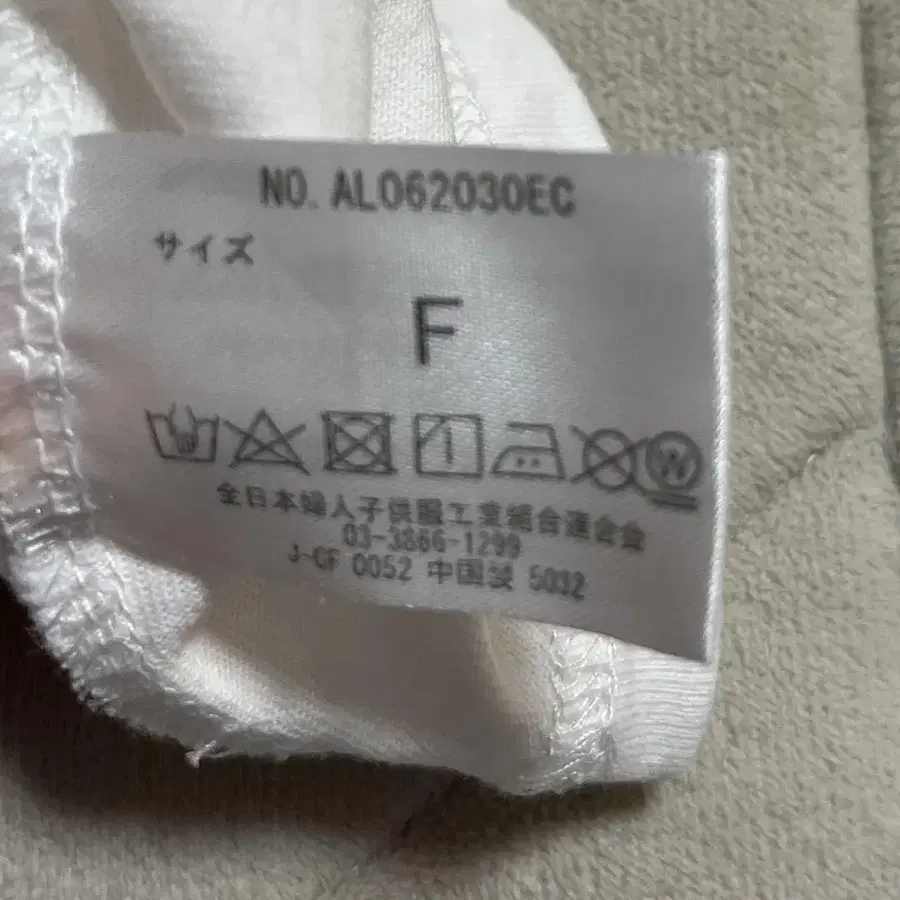 NO. AL062030EC
サイズ
F
W
全日本婦人子供服工業組合連合会
03-3866-1299
J-CF 0052 中国製 5032